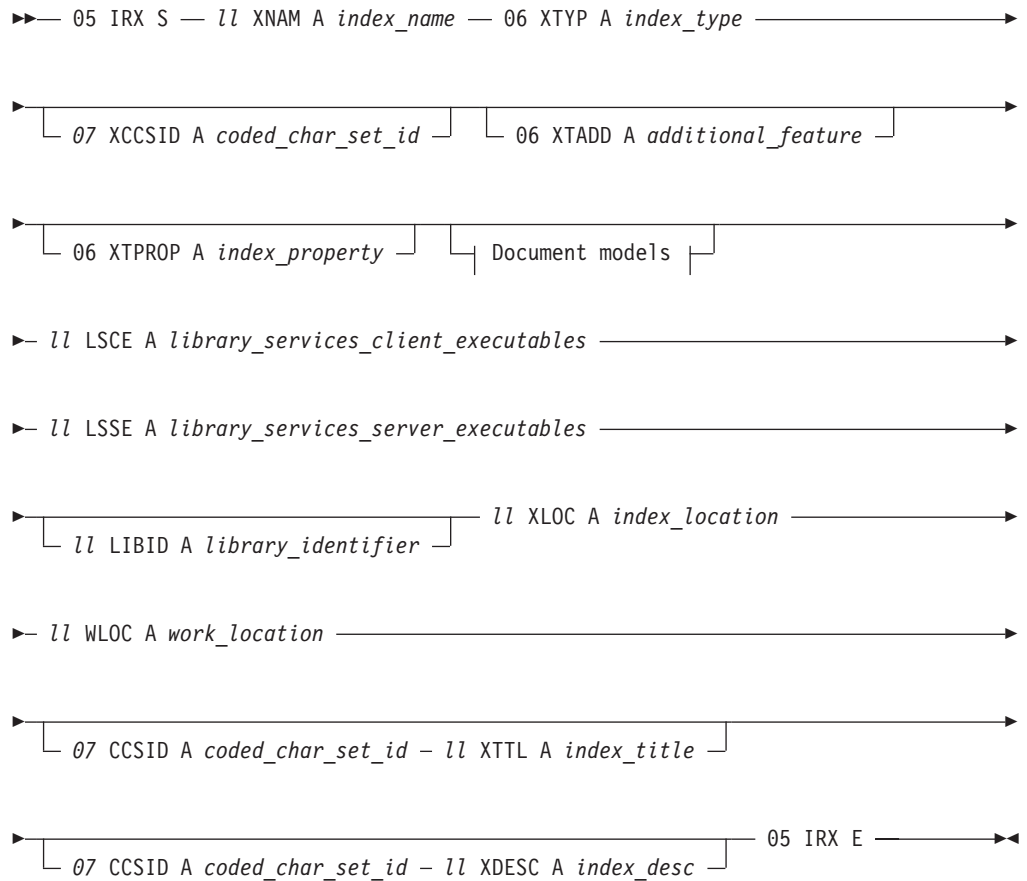 05 IRX S — ll XNAM A index_name — 06 XTYP A index_type
07 XCCSID A coded_char_set_id 06 XTADD A additional_feature
06 XTPROP A index_property Document models
ll LSCE A library_services_client_executables
ll LSSE A library_services_server_executables
ll XLOC A index_location
ll LIBID A library_identifier
ll WLOC A work_location
07 CCSID A coded_char_set_id – ll XTTL A index_title
05 IRX E
07 CCSID A coded_char_set_id – ll XDESC A index_desc